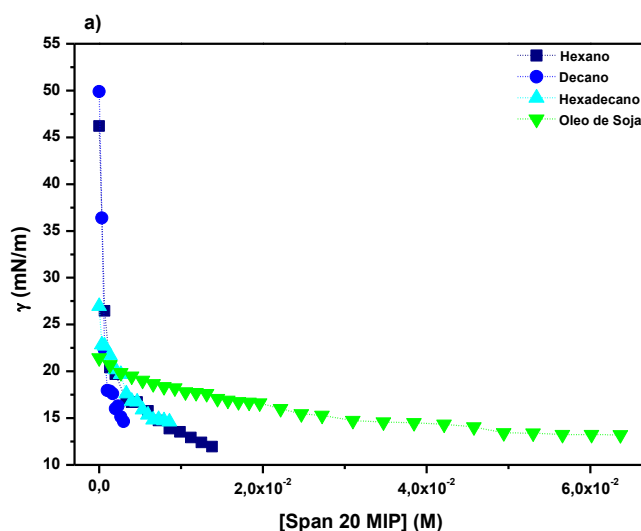 a)
55
50
45
40
35
30
25
20
15
10
γ (mN/m)
Hexano
Decano
Hexadecano
Oleo de Soja
0,0 2,0x10⁻² 4,0x10⁻² 6,0x10⁻²
[Span 20 MIP] (M)